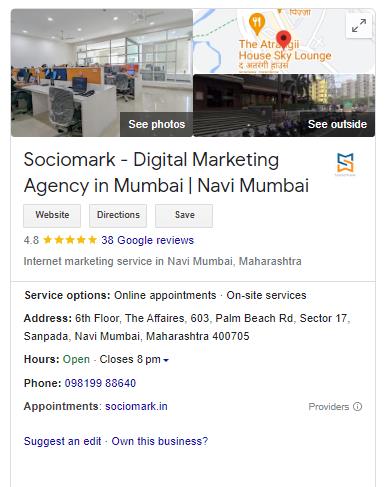 पिज़्ज़ा
The Atrangii
House Sky Lounge
द अतरंगी हाउस
See photos
See outside
Sociomark - Digital Marketing
Agency in Mumbai | Navi Mumbai
Website
Directions
Save
4.8 38 Google reviews
Internet marketing service in Navi Mumbai, Maharashtra
Service options: Online appointments · On-site services
Address: 6th Floor, The Affaires, 603, Palm Beach Rd, Sector 17,
Sanpada, Navi Mumbai, Maharashtra 400705
Hours: Open · Closes 8 pm
Phone: 098199 88640
Appointments: sociomark.in
Providers
Suggest an edit · Own this business?